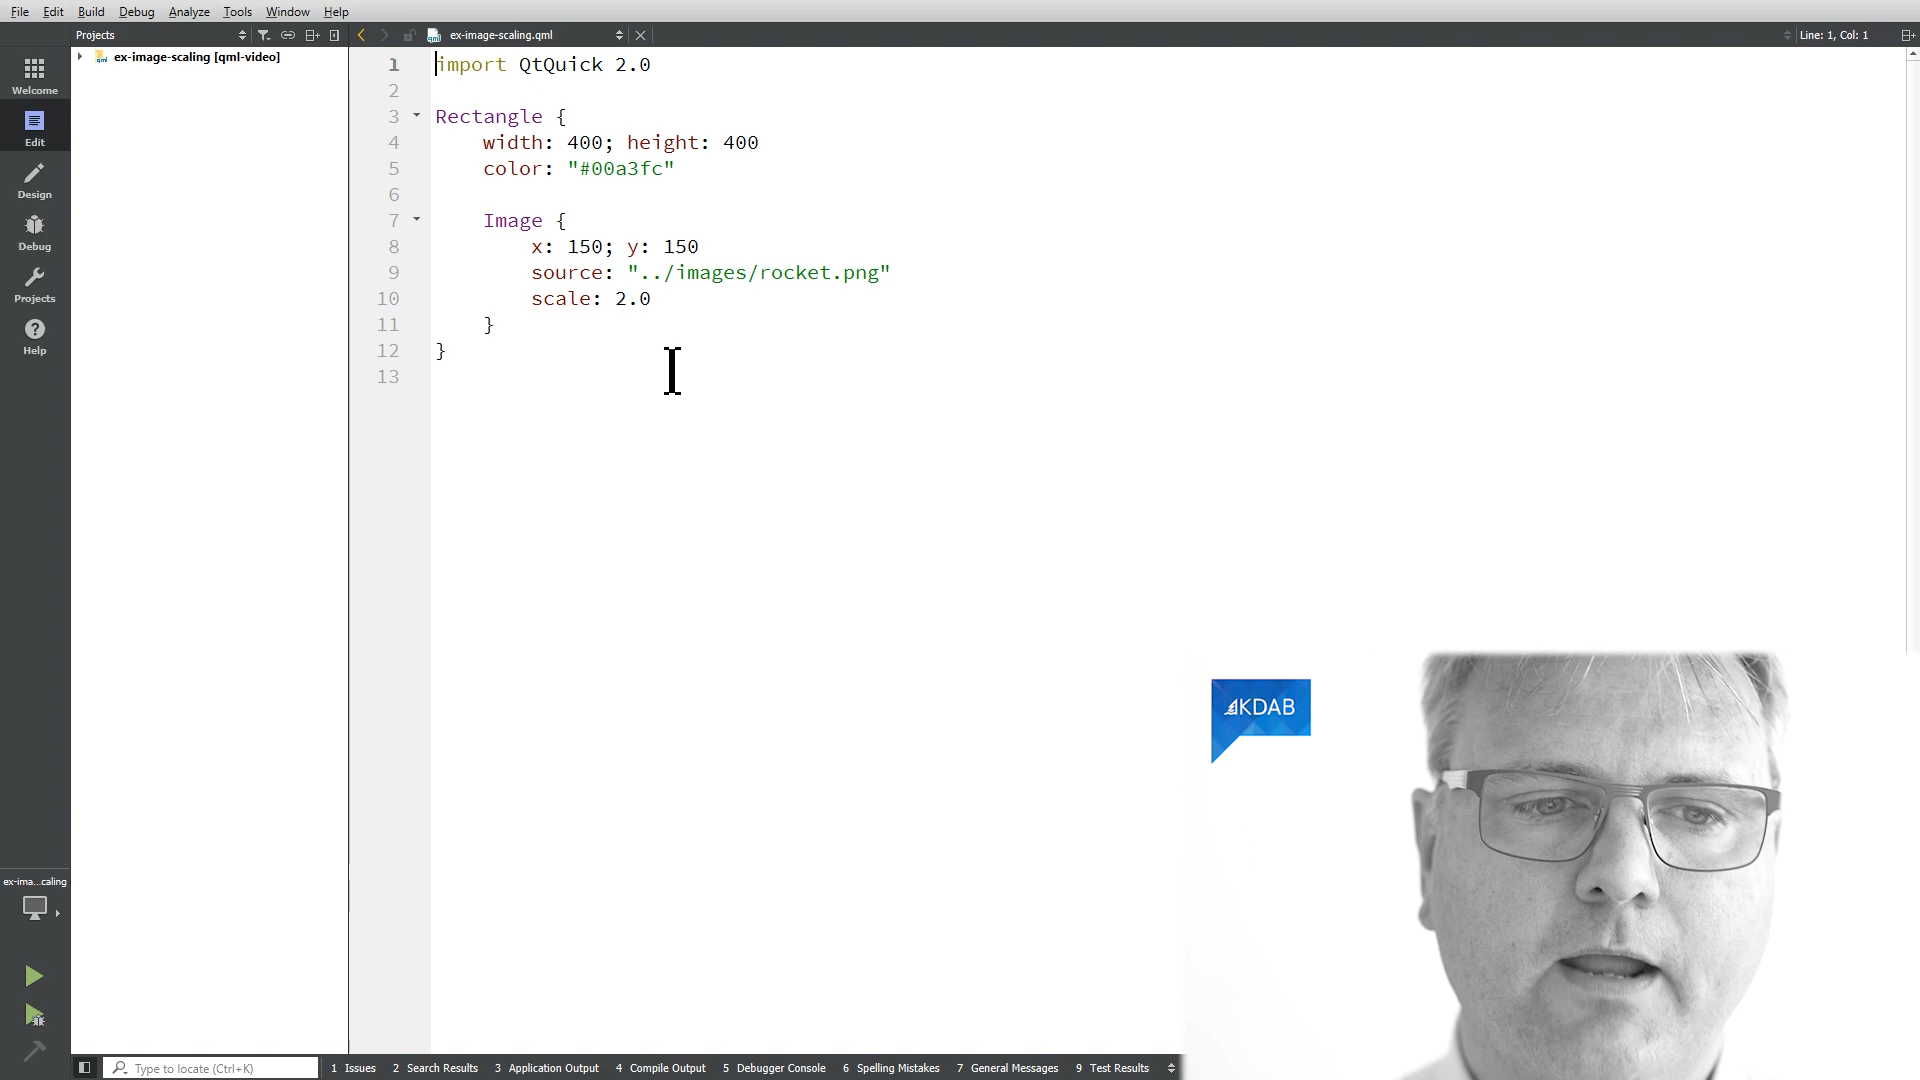 File Edit Build Debug Analyze Tools Window Help
Projects
ex-image-scaling.qml
Line: 1, Col: 1
ex-image-scaling [qml-video]
Welcome
Edit
Design
Debug
Projects
Help
1 import QtQuick 2.0
2
3 Rectangle {
4 width: 400; height: 400
5 color: "#00a3fc"
6
7 Image {
8 x: 150; y: 150
9 source: "../images/rocket.png"
10 scale: 2.0
11 }
12 }
13
KDAB
ex-ima...caling
Type to locate (Ctrl+K)
1 Issues 2 Search Results 3 Application Output 4 Compile Output 5 Debugger Console 6 Spelling Mistakes 7 General Messages 9 Test Results